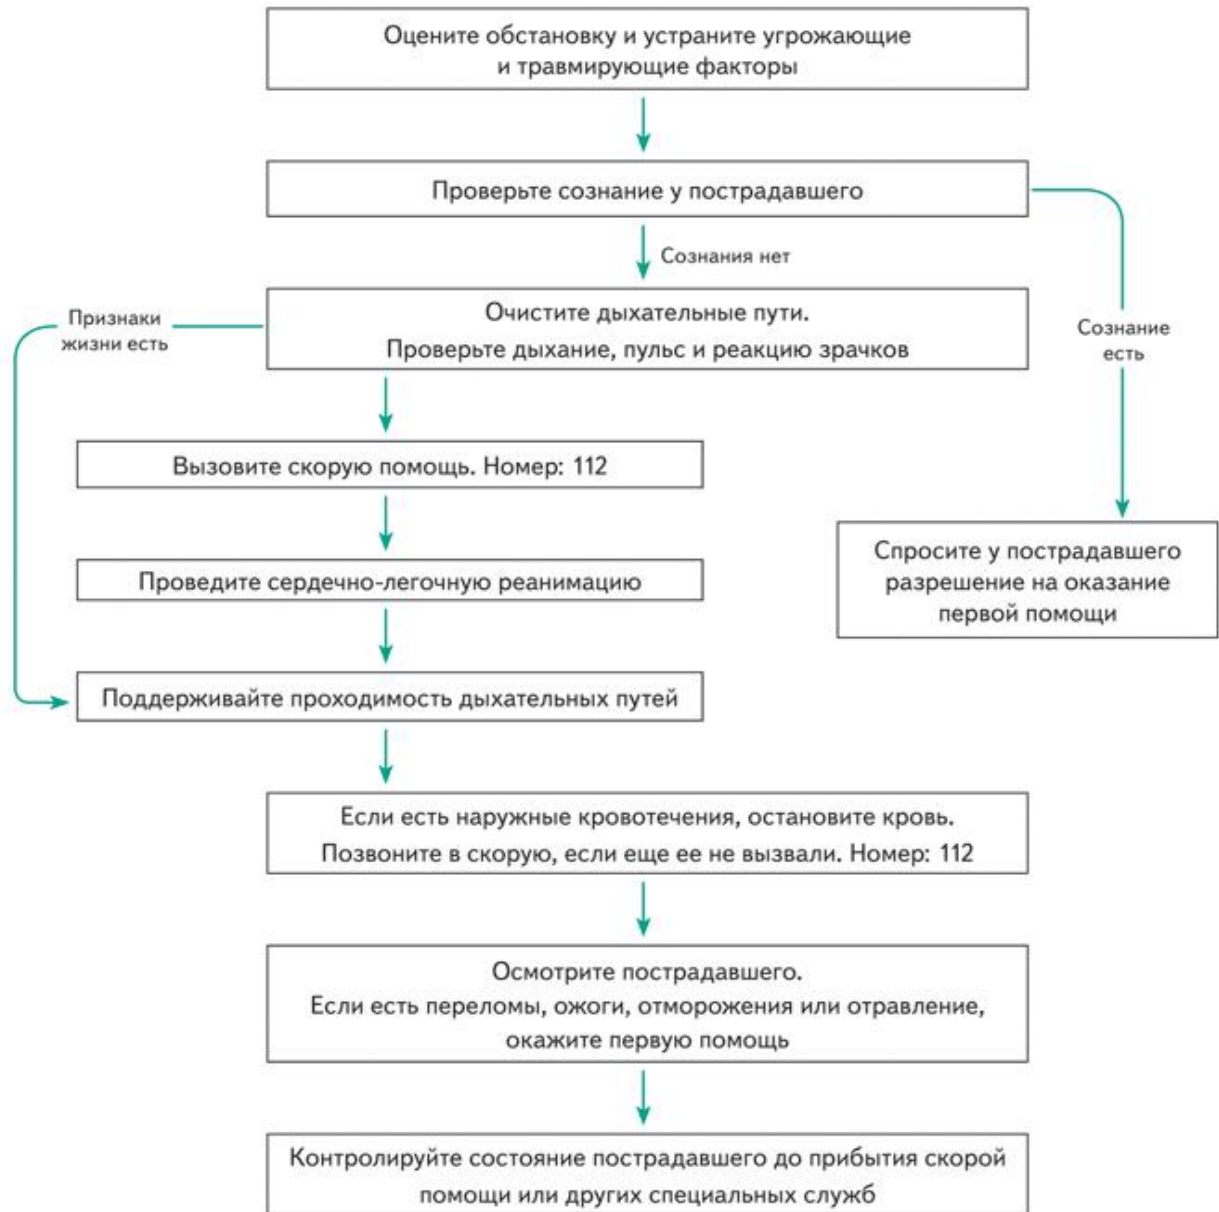 Оцените обстановку и устраните угрожающие
и травмирующие факторы
Проверьте сознание у пострадавшего
Сознания нет
Очистите дыхательные пути.
Проверьте дыхание, пульс и реакцию зрачков
Признаки
жизни есть
Сознание
есть
Вызовите скорую помощь. Номер: 112
Проведите сердечно-легочную реанимацию
Спросите у пострадавшего
разрешение на оказание
первой помощи
Поддерживайте проходимость дыхательных путей
Если есть наружные кровотечения, остановите кровь.
Позвоните в скорую, если еще ее не вызвали. Номер: 112
Осмотрите пострадавшего.
Если есть переломы, ожоги, отморожения или отравление,
окажите первую помощь
Контролируйте состояние пострадавшего до прибытия скорой
помощи или других специальных служб